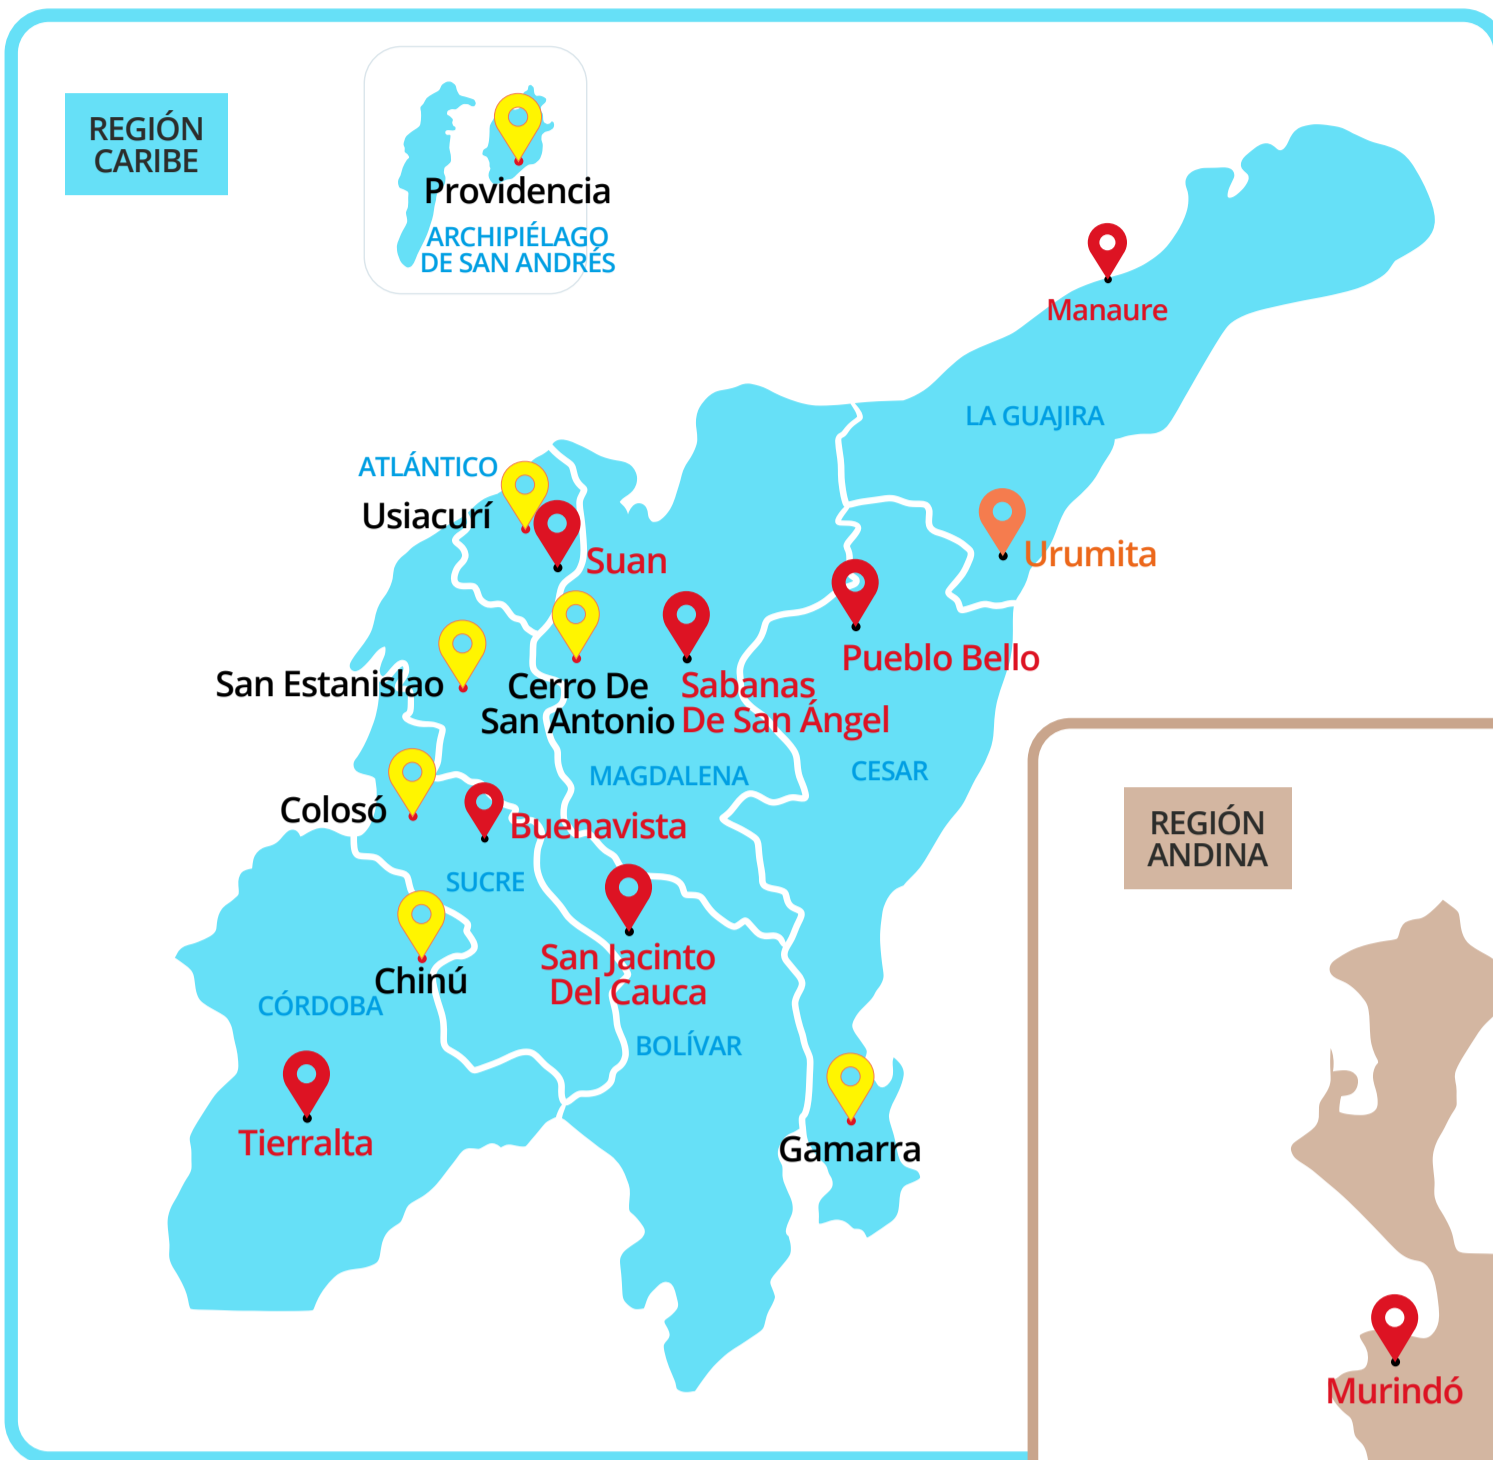 REGIÓN
CARIBE
Providencia
ARCHIPIÉLAGO
DE SAN ANDRÉS
Manaure
LA GUAJIRA
ATLÁNTICO
Usiacurí
Suan
Urumita
Pueblo Bello
San Estanislao
Cerro De
San Antonio
Sabanas
De San Ángel
MAGDALENA
CESAR
Colosó
Buenavista
SUCRE
Chinú
San Jacinto
Del Cauca
CÓRDOBA
BOLÍVAR
Tierralta
Gamarra
REGIÓN
ANDINA
Murindó